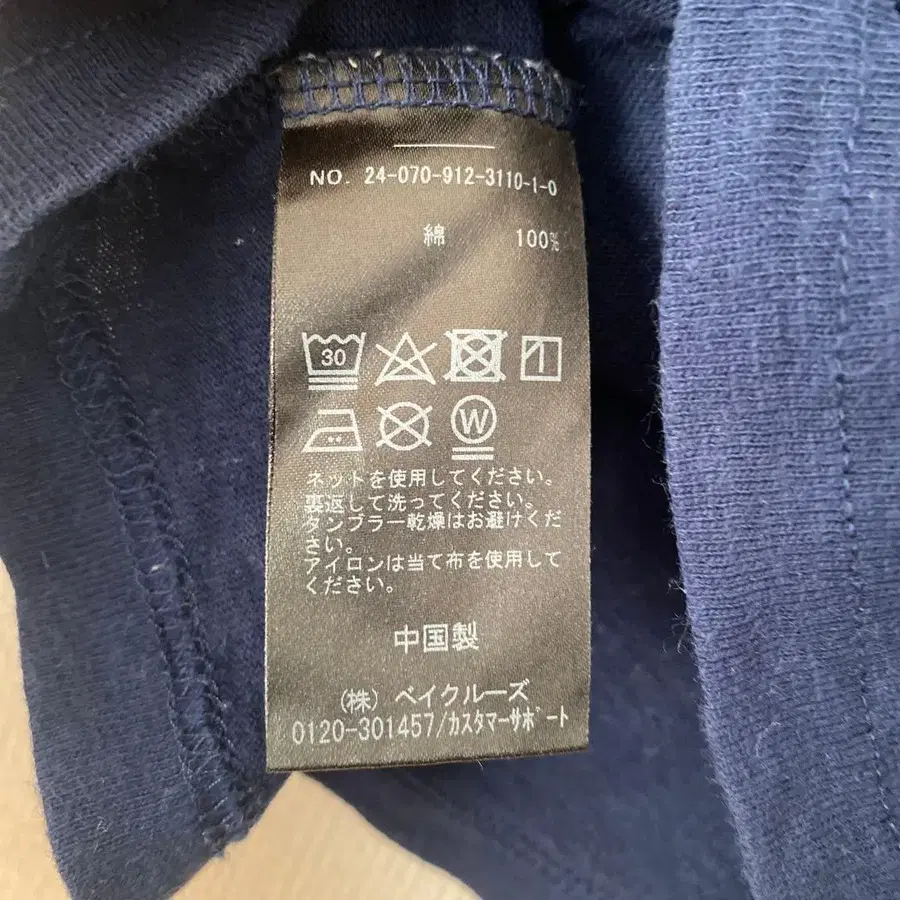 NO. 24-070-912-3110-1-0
綿 100%
30
W
ネットを使用してください。
裏返して洗ってください。
タンブラー乾燥はお避けくだ
さい。
アイロンは当て布を使用して
ください。
中国製
(株) ベイクルーズ
0120-301457/カスタマーサポート